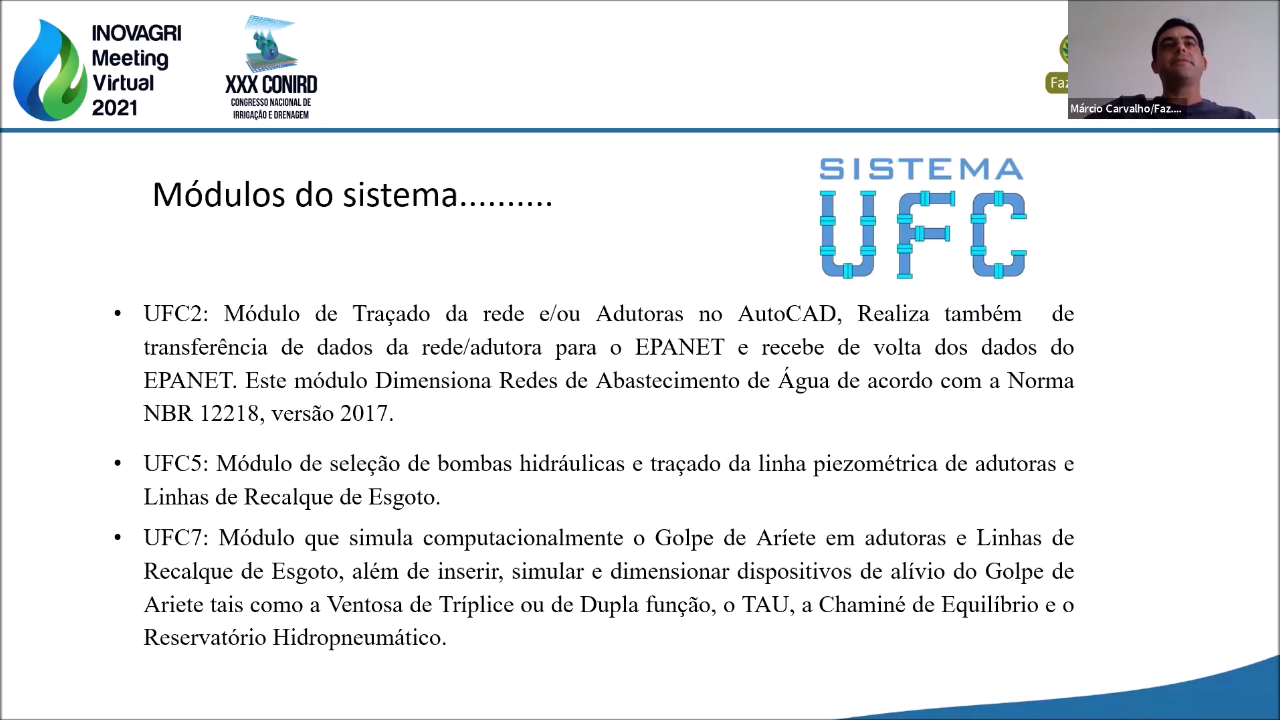 INOVAGRI
Meeting
Virtual
2021
XXX CONIRD
CONGRESSO NACIONAL DE
IRRIGAÇÃO E DRENAGEM
Faz
Márcio Carvalho/Faz....
SISTEMA
UFC
Módulos do sistema..........
• UFC2: Módulo de Traçado da rede e/ou Adutoras no AutoCAD, Realiza também de
transferência de dados da rede/adutora para o EPANET e recebe de volta dos dados do
EPANET. Este módulo Dimensiona Redes de Abastecimento de Água de acordo com a Norma
NBR 12218, versão 2017.
• UFC5: Módulo de seleção de bombas hidráulicas e traçado da linha piezométrica de adutoras e
Linhas de Recalque de Esgoto.
• UFC7: Módulo que simula computacionalmente o Golpe de Aríete em adutoras e Linhas de
Recalque de Esgoto, além de inserir, simular e dimensionar dispositivos de alívio do Golpe de
Ariete tais como a Ventosa de Tríplice ou de Dupla função, o TAU, a Chaminé de Equilíbrio e o
Reservatório Hidropneumático.